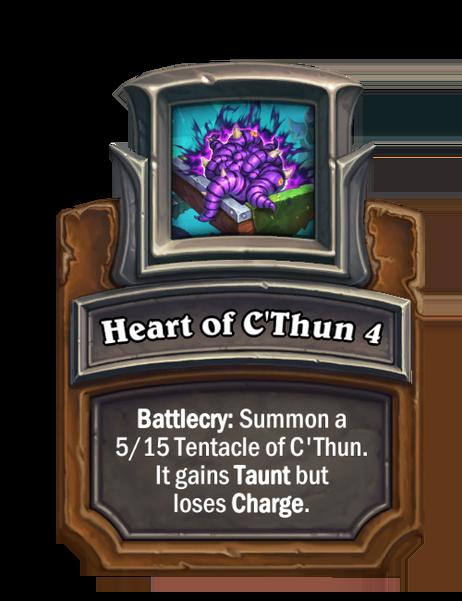 Heart of C'Thun 4
Battlecry: Summon a
5/15 Tentacle of C'Thun.
It gains Taunt but
loses Charge.